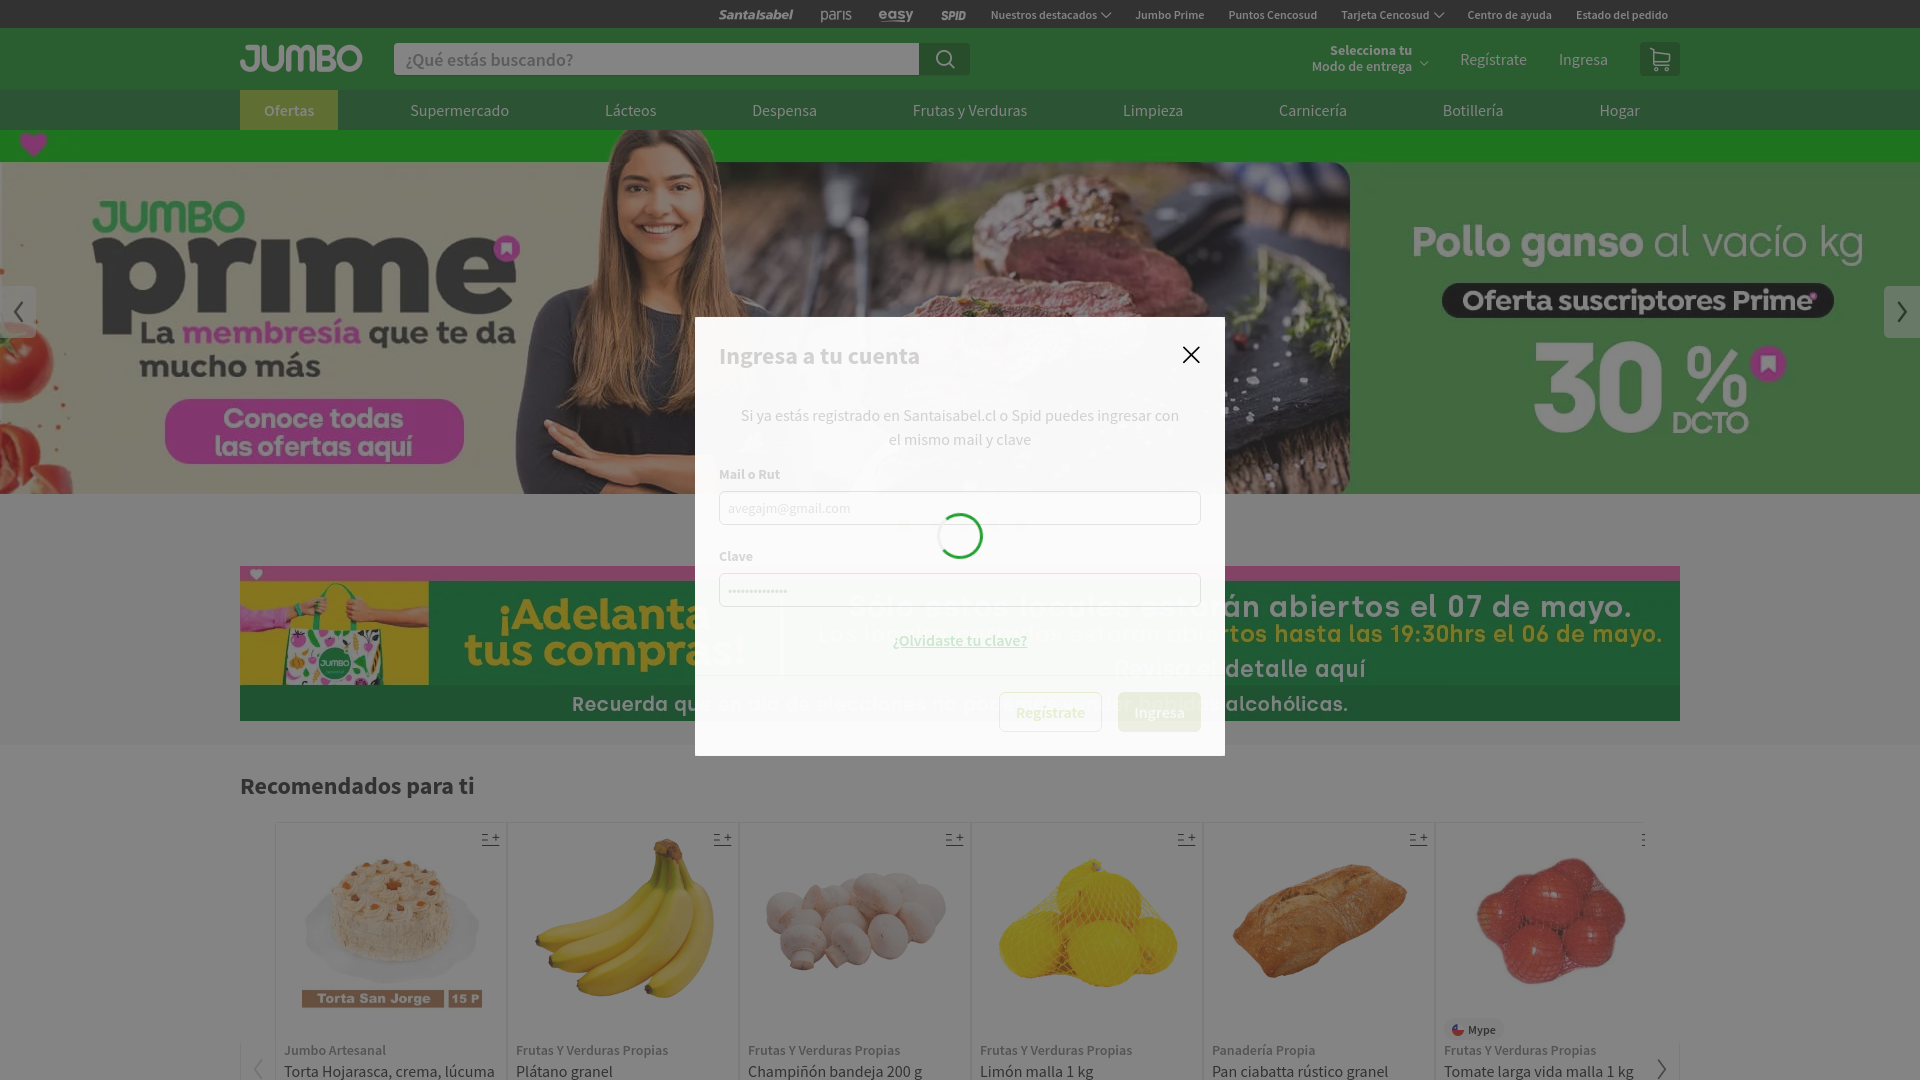 SantaIsabel paris easy SPID Nuestros destacados Jumbo Prime Puntos Cencosud Tarjeta Cencosud Centro de ayuda Estado del pedido
JUMBO
¿Qué estás buscando?
Selecciona tu
Modo de entrega
Regístrate
Ingresa
Ofertas Supermercado Lácteos Despensa Frutas y Verduras Limpieza Carnicería Botillería Hogar
JUMBO
prime
La membresía que te da
mucho más
Conoce todas
las ofertas aquí
Pollo ganso al vacío kg
Oferta suscriptores Prime
30 %
DCTO
Ingresa a tu cuenta
Si ya estás registrado en Santaisabel.cl o Spid puedes ingresar con
el mismo mail y clave
Mail o Rut
avegajm@gmail.com
Clave
¿Olvidaste tu clave?
Regístrate
Ingresa
JUMBO
¡Adelanta
tus compras
abiertos el 07 de mayo.
hasta las 19:30hrs el 06 de mayo.
detalle aquí
Recuerda
alcohólicas.
Recomendados para ti
Torta San Jorge 15 P
Mype
Jumbo Artesanal
Torta Hojarasca, crema, lúcuma
Frutas Y Verduras Propias
Plátano granel
Frutas Y Verduras Propias
Champiñón bandeja 200 g
Frutas Y Verduras Propias
Limón malla 1 kg
Panadería Propia
Pan ciabatta rústico granel
Frutas Y Verduras Propias
Tomate larga vida malla 1 kg